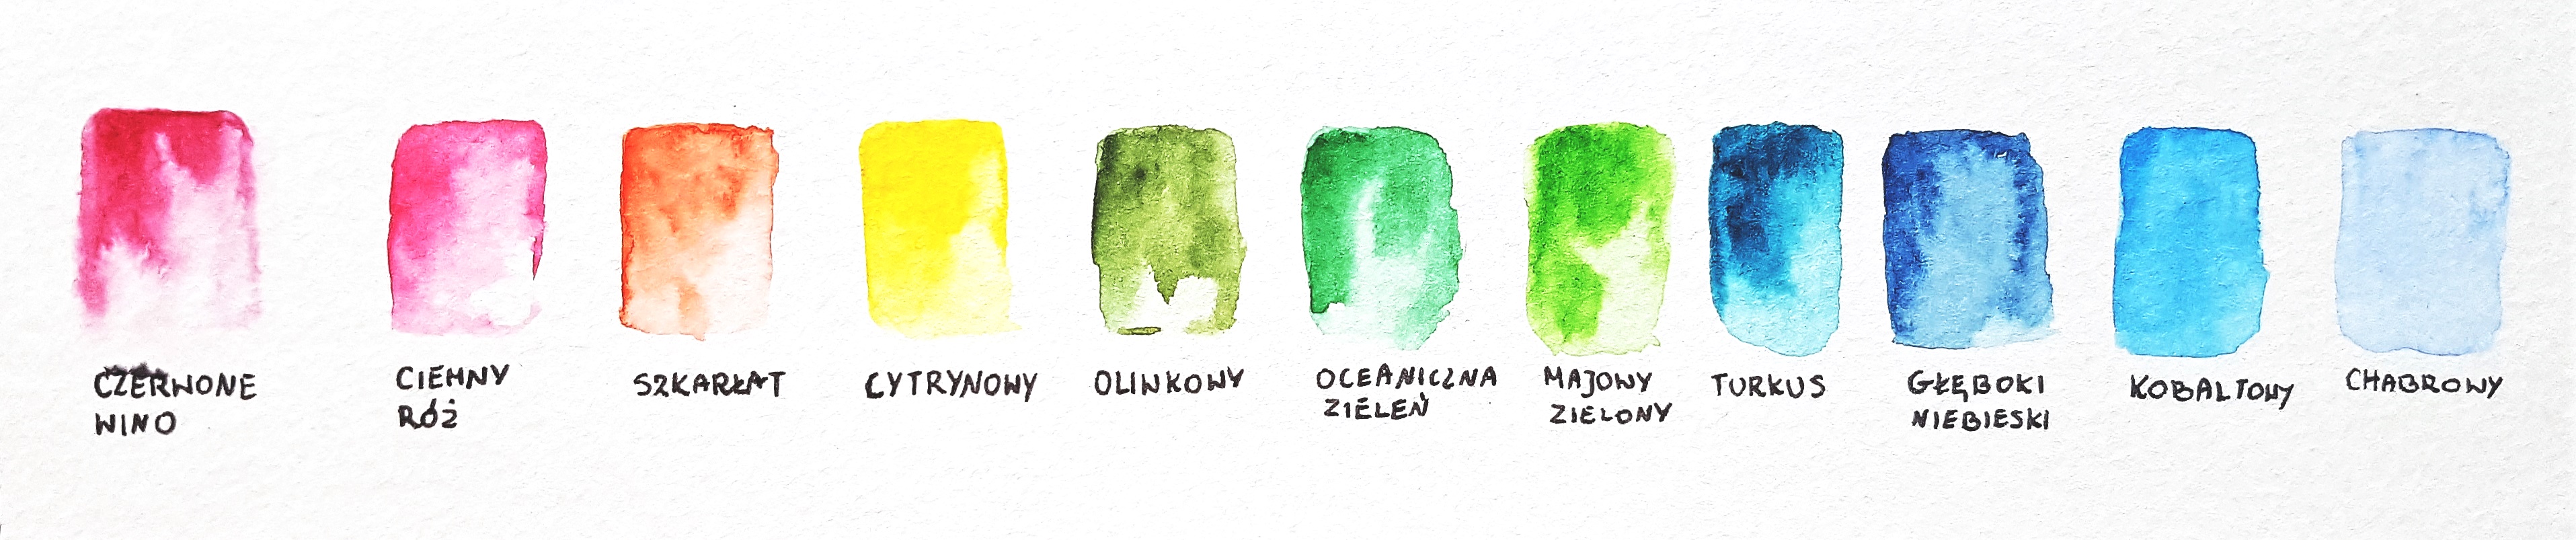 CZERWONE
WINO
CIEMNY
RÓŻ
SZKARŁAT
CYTRYNOWY
OLIWKOWY
OCEANICZNA
ZIELEŃ
MAJOWY
ZIELONY
TURKUS
GŁĘBOKI
NIEBIESKI
KOBALTOWY
CHABROWY